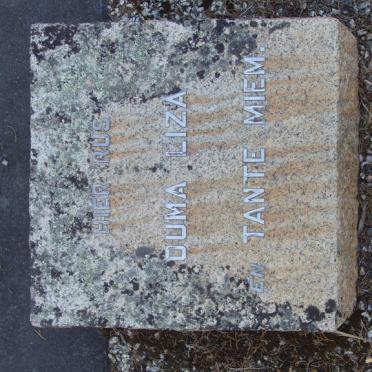 HIER RUS
OUMA LIZA
EN TANTE MIEM.